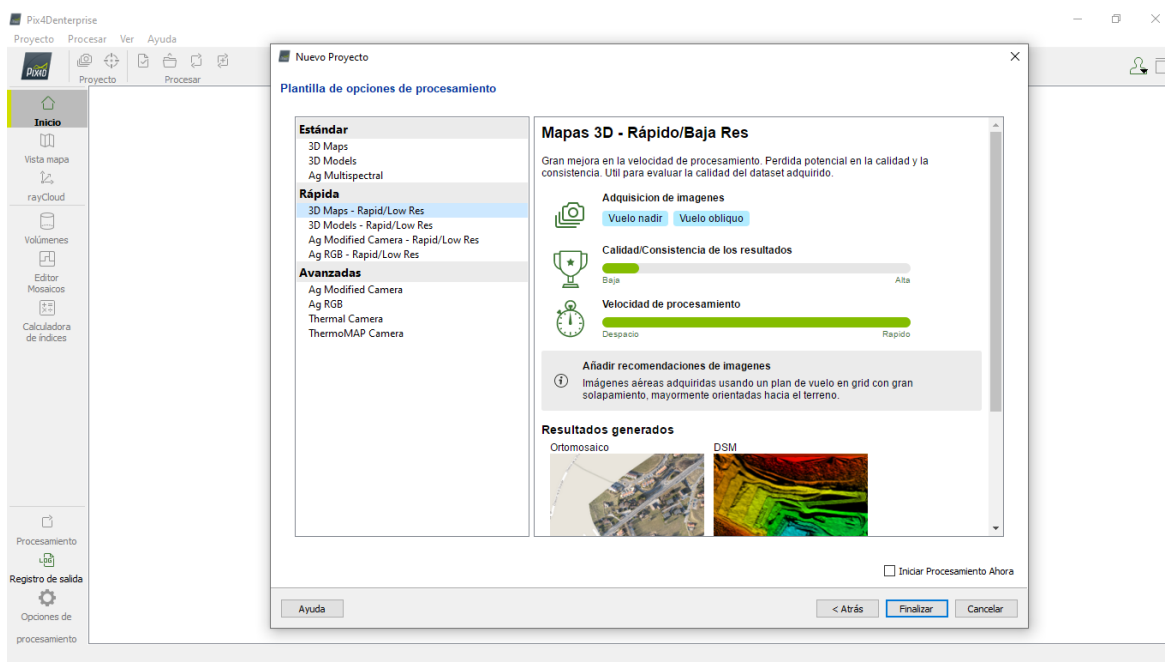 Pix4Denterprise
Proyecto Procesar Ver Ayuda
PIX4D
Proyecto
Procesar
Inicio
Vista mapa
rayCloud
Volúmenes
Editor
Mosaicos
Calculadora
de índices
Procesamiento
LOG
Registro de salida
Opciones de
procesamiento
Nuevo Proyecto
Plantilla de opciones de procesamiento
Estándar
3D Maps
3D Models
Ag Multispectral
Rápida
3D Maps - Rapid/Low Res
3D Models - Rapid/Low Res
Ag Modified Camera - Rapid/Low Res
Ag RGB - Rapid/Low Res
Avanzadas
Ag Modified Camera
Ag RGB
Thermal Camera
ThermoMAP Camera
Mapas 3D - Rápido/Baja Res
Gran mejora en la velocidad de procesamiento. Perdida potencial en la calidad y la
consistencia. Util para evaluar la calidad del dataset adquirido.
Adquisicion de imagenes
Vuelo nadir Vuelo obliquo
Calidad/Consistencia de los resultados
Baja Alta
Velocidad de procesamiento
Despacio Rapido
Añadir recomendaciones de imagenes
Imágenes aéreas adquiridas usando un plan de vuelo en grid con gran
solapamiento, mayormente orientadas hacia el terreno.
Resultados generados
Ortomosaico DSM
Iniciar Procesamiento Ahora
Ayuda < Atrás Finalizar Cancelar